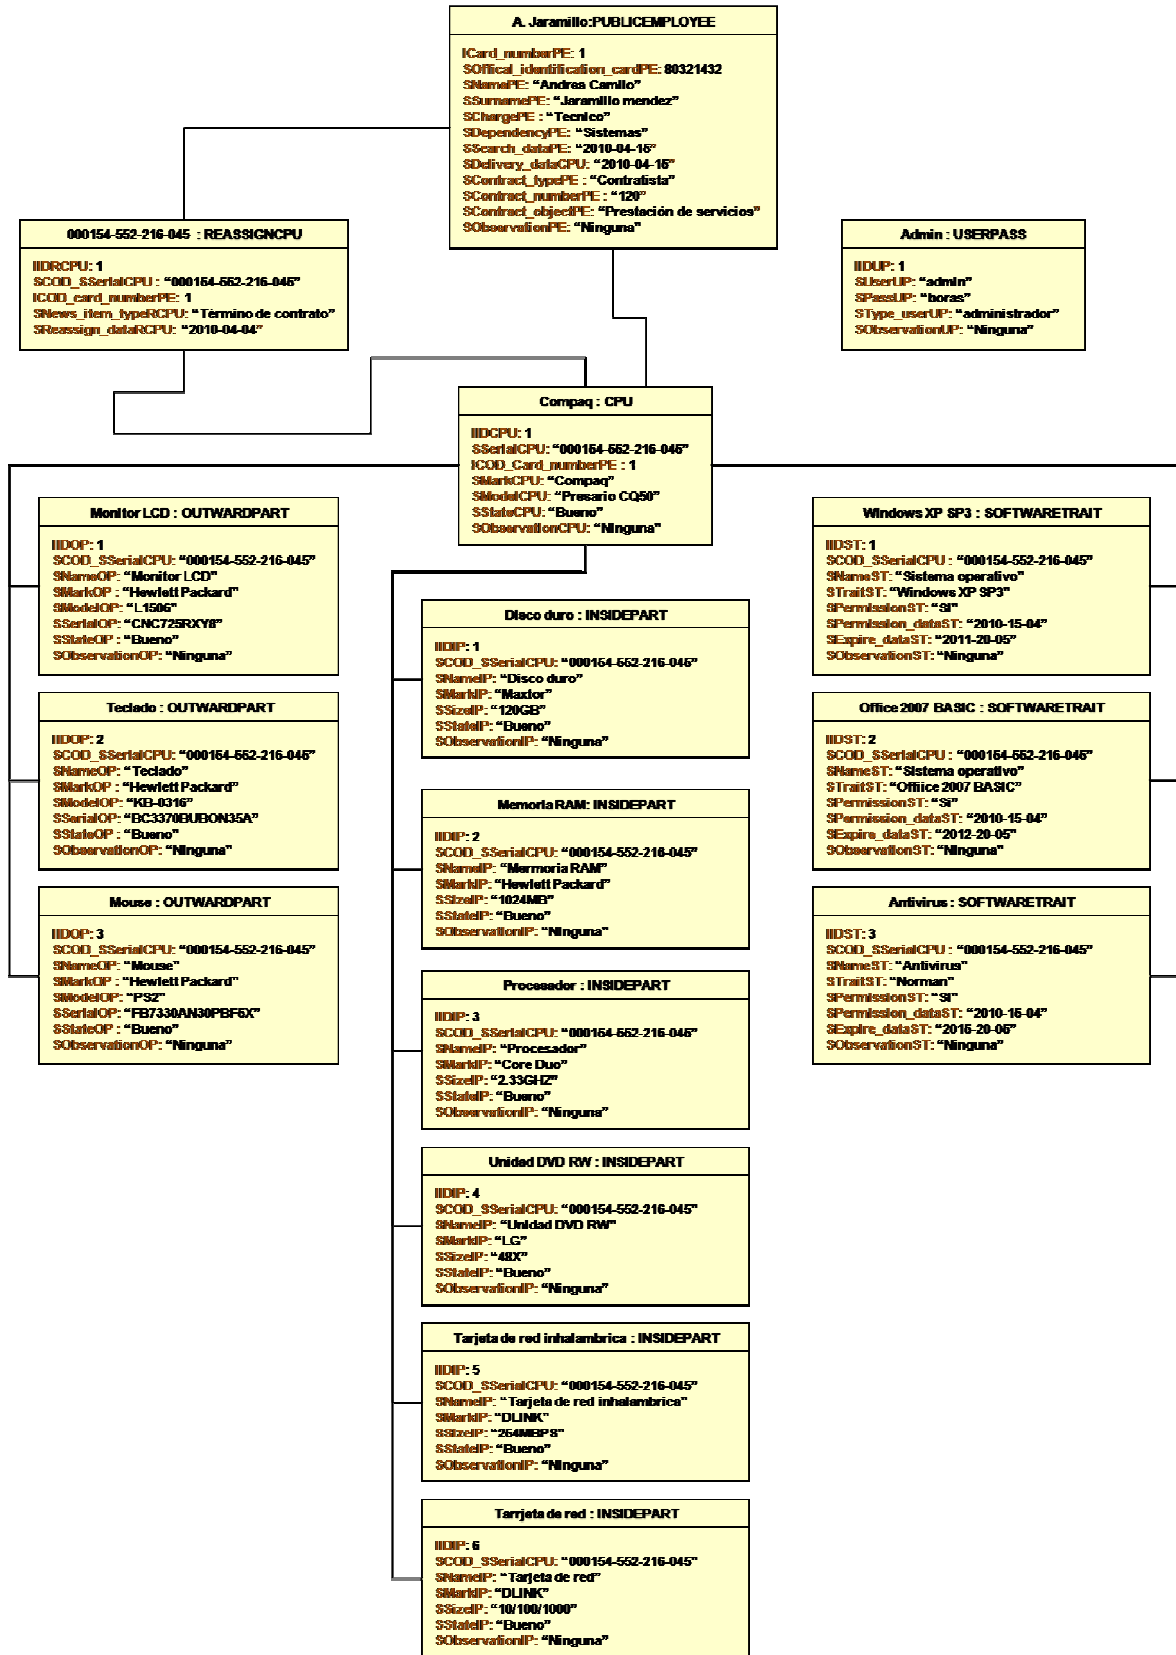 A. Jaramillo:PUBLICEMPLOYEE
ICard_numberPE: 1
SOffical_identification_cardPE: 80321432
SNamePE: “Andres Camilo”
SSurnamePE: “Jaramillo mendez”
SChargePE : “Tecnico”
SDependencyPE: “Sistemas”
SSearch_dataPE: “2010-04-15”
SDelivery_dataCPU: “2010-04-15”
SContract_typePE : “Contratista”
SContract_numberPE : “120”
SContract_objectPE: “Prestación de servicios”
SObservationPE: “Ninguna”
000154-552-216-045 : REASSIGNCPU
IIDRCPU: 1
SCOD_SSerialCPU : “000154-552-216-045”
ICOD_card_numberPE: 1
SNews_item_typeRCPU: “Término de contrato”
SReassign_dataRCPU: “2010-04-04”
Admin : USERPASS
IIDUP: 1
SUserUP: “admin”
SPassUP: “boras”
SType_userUP: “administrador”
SObservationUP: “Ninguna”
Compaq : CPU
IIDCPU: 1
SSerialCPU: “000154-552-216-045”
ICOD_Card_numberPE : 1
SMarkCPU: “Compaq”
SModelCPU: “Presario CQ50”
SStateCPU: “Bueno”
SObservationCPU: “Ninguna”
Monitor LCD : OUTWARDPART
IIDOP: 1
SCOD_SSerialCPU: “000154-552-216-045”
SNameOP: “Monitor LCD”
SMarkOP : “Hewlett Packard”
SModelOP: “L1506”
SSerialOP: “CNC725RXY8”
SStateOP : “Bueno”
SObservationOP: “Ninguna”
Teclado : OUTWARDPART
IIDOP: 2
SCOD_SSerialCPU: “000154-552-216-045”
SNameOP: “Teclado”
SMarkOP : “Hewlett Packard”
SModelOP: “KB-0316”
SSerialOP: “BC3370BUBON35A”
SStateOP : “Bueno”
SObservationOP: “Ninguna”
Mouse : OUTWARDPART
IIDOP: 3
SCOD_SSerialCPU: “000154-552-216-045”
SNameOP: “Mouse”
SMarkOP : “Hewlett Packard”
SModelOP: “PS2”
SSerialOP: “FB7330AN30PBF5X”
SStateOP : “Bueno”
SObservationOP: “Ninguna”
Disco duro : INSIDEPART
IIDIP: 1
SCOD_SSerialCPU: “000154-552-216-045”
SNameIP: “Disco duro”
SMarkIP: “Maxtor”
SSizeIP: “120GB”
SStateIP: “Bueno”
SObservationIP: “Ninguna”
Memoria RAM: INSIDEPART
IIDIP: 2
SCOD_SSerialCPU: “000154-552-216-045”
SNameIP: “Mermoria RAM”
SMarkIP: “Hewlett Packard”
SSizeIP: “1024MB”
SStateIP: “Bueno”
SObservationIP: “Ninguna”
Procesador : INSIDEPART
IIDIP: 3
SCOD_SSerialCPU: “000154-552-216-045”
SNameIP: “Procesador”
SMarkIP: “Core Duo”
SSizeIP: “2.33GHZ”
SStateIP: “Bueno”
SObservationIP: “Ninguna”
Unidad DVD RW : INSIDEPART
IIDIP: 4
SCOD_SSerialCPU: “000154-552-216-045”
SNameIP: “Unidad DVD RW”
SMarkIP: “LG”
SSizeIP: “48X”
SStateIP: “Bueno”
SObservationIP: “Ninguna”
Tarjeta de red inhalambrica : INSIDEPART
IIDIP: 5
SCOD_SSerialCPU: “000154-552-216-045”
SNameIP: “Tarjeta de red inhalambrica”
SMarkIP: “DLINK”
SSizeIP: “254MBPS”
SStateIP: “Bueno”
SObservationIP: “Ninguna”
Tarrjeta de red : INSIDEPART
IIDIP: 6
SCOD_SSerialCPU: “000154-552-216-045”
SNameIP: “Tarjeta de red”
SMarkIP: “DLINK”
SSizeIP: “10/100/1000”
SStateIP: “Bueno”
SObservationIP: “Ninguna”
Windows XP SP3 : SOFTWARETRAIT
IIDST: 1
SCOD_SSerialCPU : “000154-552-216-045”
SNameST: “Sistema operativo”
STraitST: “Windows XP SP3”
SPermissionST: “Si”
SPermission_dataST: “2010-15-04”
SExpire_dataST: “2011-20-05”
SObservationST: “Ninguna”
Office 2007 BASIC : SOFTWARETRAIT
IIDST: 2
SCOD_SSerialCPU : “000154-552-216-045”
SNameST: “Sistema operativo”
STraitST: “Offiice 2007 BASIC”
SPermissionST: “Si”
SPermission_dataST: “2010-15-04”
SExpire_dataST: “2012-20-05”
SObservationST: “Ninguna”
Antivirus : SOFTWARETRAIT
IIDST: 3
SCOD_SSerialCPU : “000154-552-216-045”
SNameST: “Antivirus”
STraitST: “Norman”
SPermissionST: “Si”
SPermission_dataST: “2010-15-04”
SExpire_dataST: “2015-20-05”
SObservationST: “Ninguna”